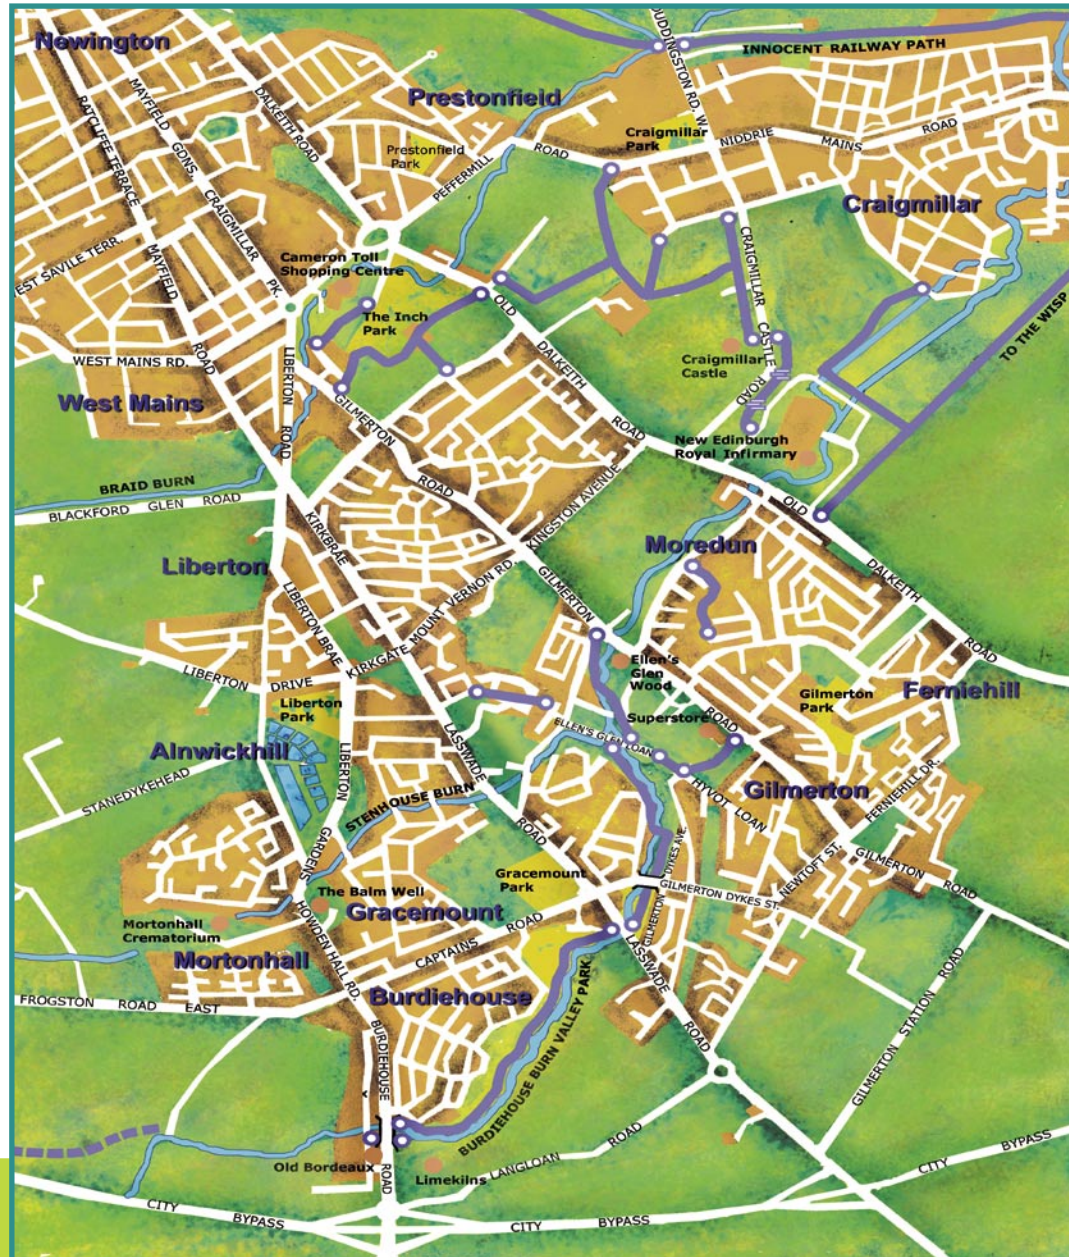 Newington
INNOCENT RAILWAY PATH
DUDDINGSTON RD. W.
MAYFIELD GDNS.
RATCLIFFE TERRACE
DALKEITH ROAD
Prestonfield
Craigmillar
Park
NIDDRIE MAINS ROAD
Prestonfield
Park
PEFFERMILL ROAD
CRAIGMILLAR PK.
Craigmillar
EST SAVILE TERR.
MAYFIELD ROAD
Cameron Toll
Shopping Centre
CRAIGMILLAR CASTLE ROAD
OLD DALKEITH ROAD
The Inch
Park
TO THE WISP
WEST MAINS RD.
LIBERTON ROAD
Craigmillar
Castle
West Mains
GILMERTON ROAD
New Edinburgh
Royal Infirmary
BRAID BURN
BLACKFORD GLEN ROAD
KINGSTON AVENUE
OLD DALKEITH ROAD
KIRKBRAE
Moredun
Liberton
MOUNT VERNON RD.
GILMERTON ROAD
LIBERTON BRAE
KIRKGATE
LIBERTON DRIVE
Ellen's
Glen
Wood
Ferniehill
Liberton
Park
Gilmerton
Park
Superstore
LASSWADE ROAD
ELLEN'S GLEN LOAN
Alnwickhill
LIBERTON GARDENS
STANEDYKEHEAD
HYVOT LOAN
Gilmerton
FERNIEHILL DR.
STENHOUSE BURN
GILMERTON ROAD
Gracemount
Park
GILMERTON DYKES AVE.
NEWTOFT ST.
GILMERTON DYKES ST.
The Balm Well
Gracemount
Mortonhall
Crematorium
HOWDEN HALL RD.
CAPTAINS ROAD
LASSWADE ROAD
Mortonhall
Burdiehouse
FROGSTON ROAD EAST
BURDIEHOUSE ROAD
BURDIEHOUSE BURN VALLEY PARK
GILMERTON STATION ROAD
LANGLOAN ROAD
Old Bordeaux
Limekilns
CITY BYPASS
CITY BYPASS
CITY BYPASS